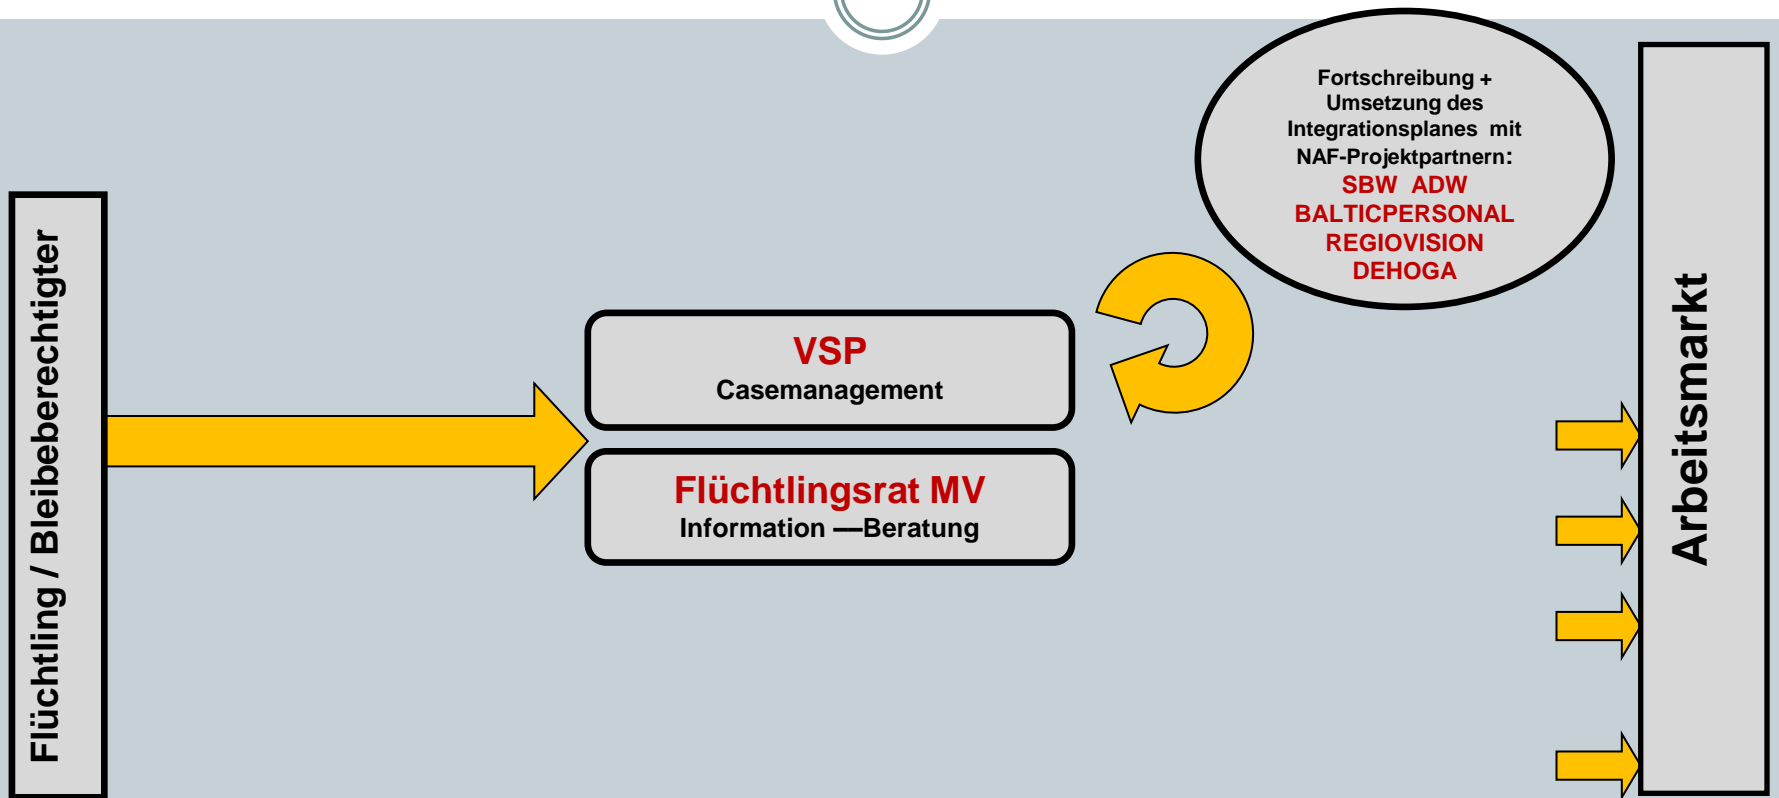 Flüchtling / Bleibeberechtigter
VSP
Casemanagement
Flüchtlingsrat MV
Information —Beratung
Fortschreibung +
Umsetzung des
Integrationsplanes mit
NAF-Projektpartnern:
SBW ADW
BALTICPERSONAL
REGIOVISION
DEHOGA
Arbeitsmarkt